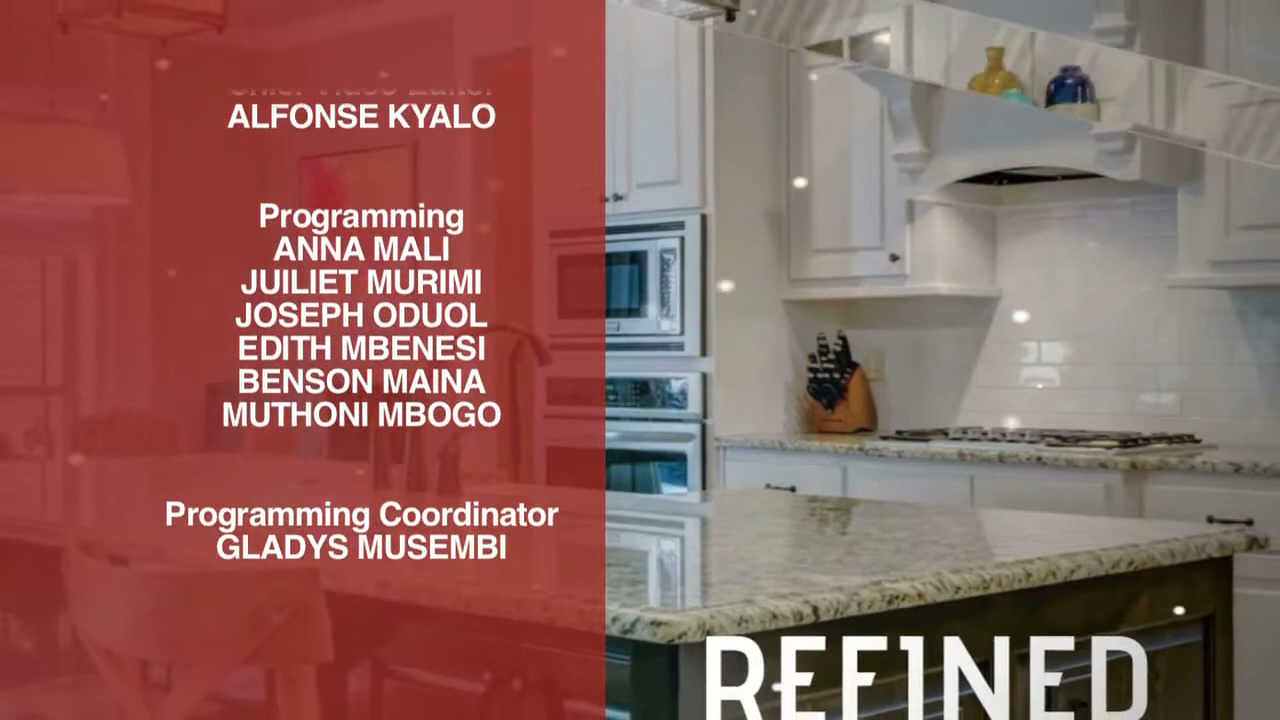 ALFONSE KYALO
Programming
ANNA MALI
JUILIET MURIMI
JOSEPH ODUOL
EDITH MBENESI
BENSON MAINA
MUTHONI MBOGO
Programming Coordinator
GLADYS MUSEMBI
REFINED